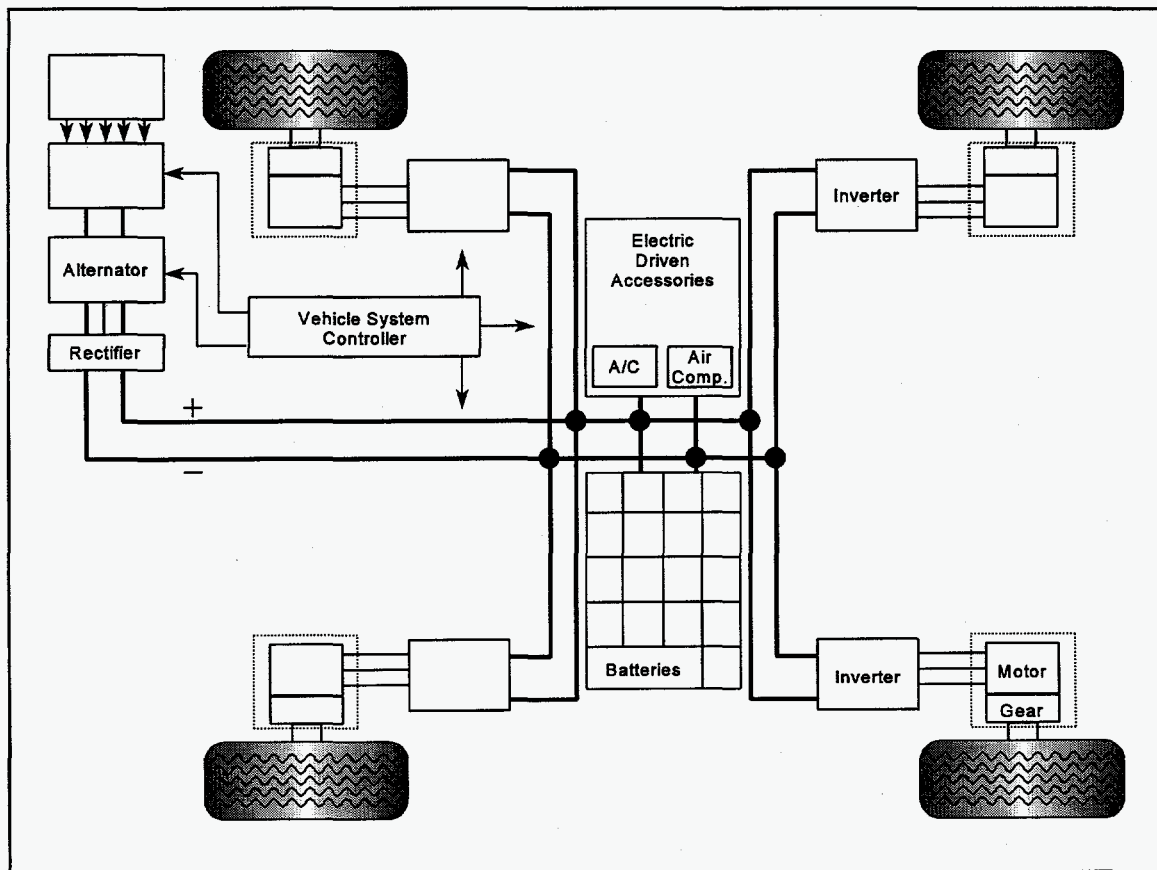 Inverter
Electric
Driven
Accessories
Alternator
Vehicle System
Controller
Rectifier
A/C
Air
Comp.
+
−
Batteries
Inverter
Motor
Gear